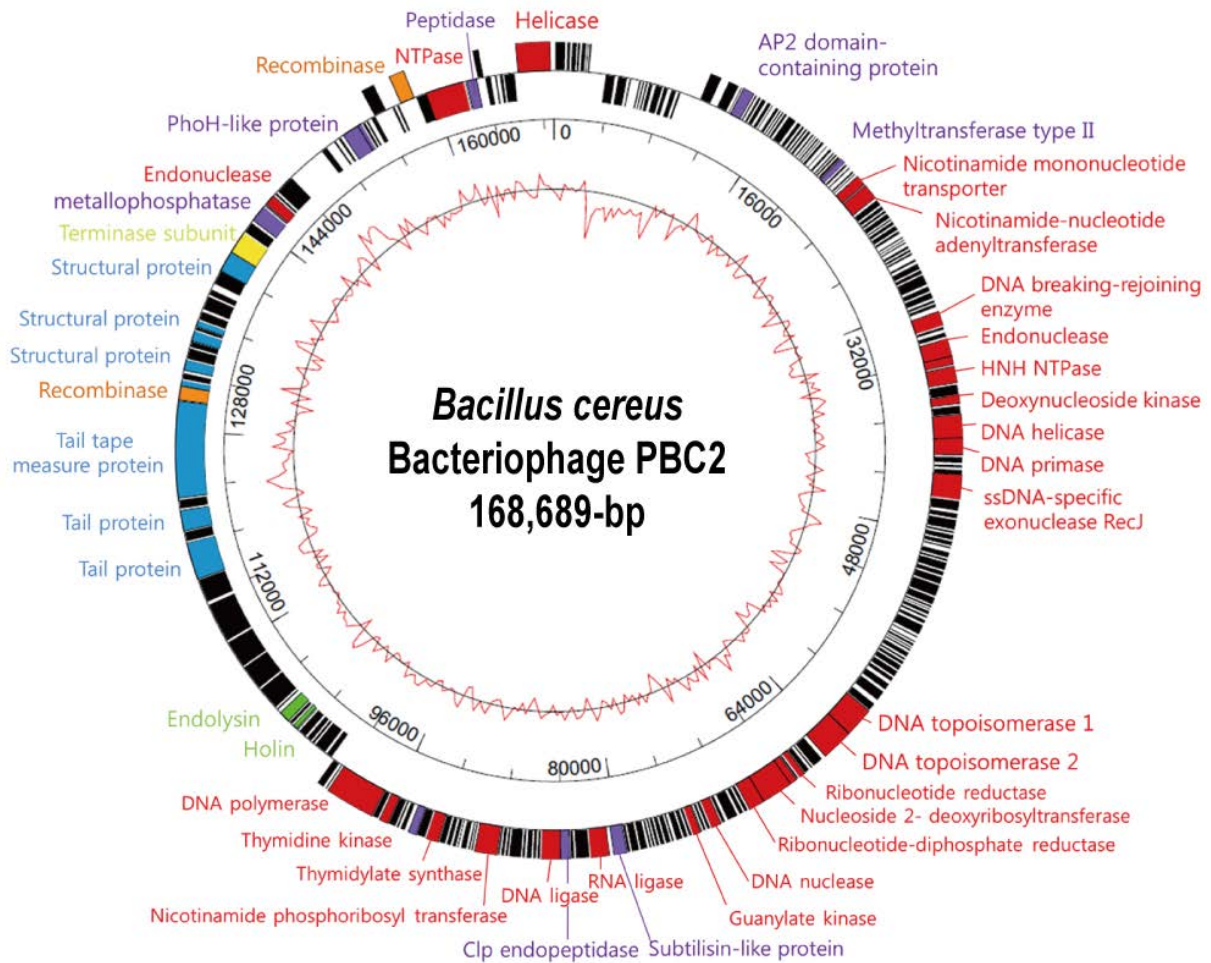 Peptidase
Helicase
NTPase
Recombinase
PhoH-like protein
Endonuclease
metallophosphatase
Terminase subunit
Structural protein
Structural protein
Structural protein
Recombinase
Tail tape
measure protein
Tail protein
Tail protein
Endolysin
Holin
DNA polymerase
Thymidine kinase
Thymidylate synthase
Nicotinamide phosphoribosyl transferase
DNA ligase
Clp endopeptidase
RNA ligase
Subtilisin-like protein
AP2 domain-
containing protein
Methyltransferase type II
Nicotinamide mononucleotide
transporter
Nicotinamide-nucleotide
adenyltransferase
DNA breaking-rejoining
enzyme
Endonuclease
HNH NTPase
Deoxynucleoside kinase
DNA helicase
DNA primase
ssDNA-specific
exonuclease RecJ
DNA topoisomerase 1
DNA topoisomerase 2
Ribonucleotide reductase
Nucleoside 2- deoxyribosyltransferase
Ribonucleotide-diphosphate reductase
DNA nuclease
Guanylate kinase
0
16000
32000
48000
64000
80000
96000
112000
128000
144000
160000
Bacillus cereus
Bacteriophage PBC2
168,689-bp